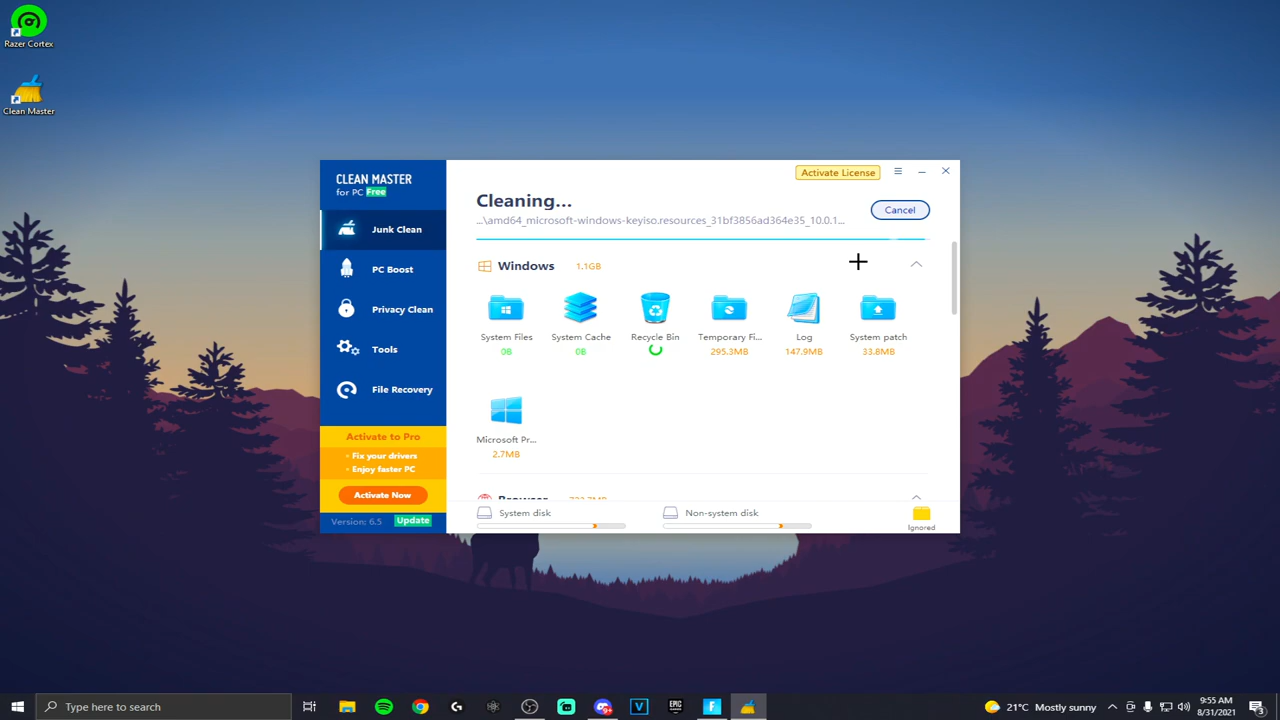 Razer Cortex
Clean Master
CLEAN MASTER
for PC Free
Junk Clean
PC Boost
Privacy Clean
Tools
File Recovery
Activate to Pro
• Fix your drivers
• Enjoy faster PC
Activate Now
Version: 6.5 Update
Activate License
Cleaning...
...\amd64_microsoft-windows-keyiso.resources_31bf3856ad364e35_10.0.1...
Cancel
Windows 1.1GB
System Files
0B
System Cache
0B
Recycle Bin
Temporary Fi...
295.3MB
Log
147.9MB
System patch
33.8MB
Microsoft Pr...
2.7MB
Browser
System disk
Non-system disk
Ignored
Type here to search
EPIC
21°C Mostly sunny
9:55 AM
8/31/2021